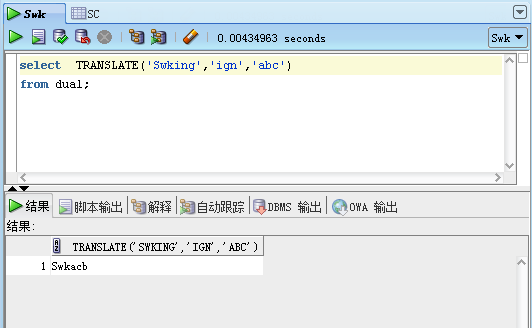 Swk SC
0.00434963 seconds Swk
select TRANSLATE('Swking','ign','abc')
from dual;
结果 脚本输出 解释 自动跟踪 DBMS 输出 OWA 输出
结果:
TRANSLATE('SWKING','IGN','ABC')
1 Swkacb